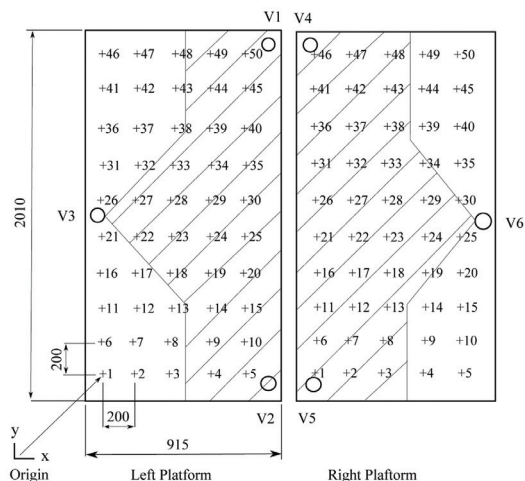 V1 V4
+46 +47 +48 +49 +50 +46 +47 +48 +49 +50
+41 +42 +43 +44 +45 +41 +42 +43 +44 +45
+36 +37 +38 +39 +40 +36 +37 +38 +39 +40
+31 +32 +33 +34 +35 +31 +32 +33 +34 +35
+26 +27 +28 +29 +30 +26 +27 +28 +29 +30
2010 V3 V6
+21 +22 +23 +24 +25 +21 +22 +23 +24 +25
+16 +17 +18 +19 +20 +16 +17 +18 +19 +20
+11 +12 +13 +14 +15 +11 +12 +13 +14 +15
+6 +7 +8 +9 +10 +6 +7 +8 +9 +10
200
+1 +2 +3 +4 +5 +1 +2 +3 +4 +5
200 V2 V5
y
x
915
Origin Left Platform Right Plaftorm